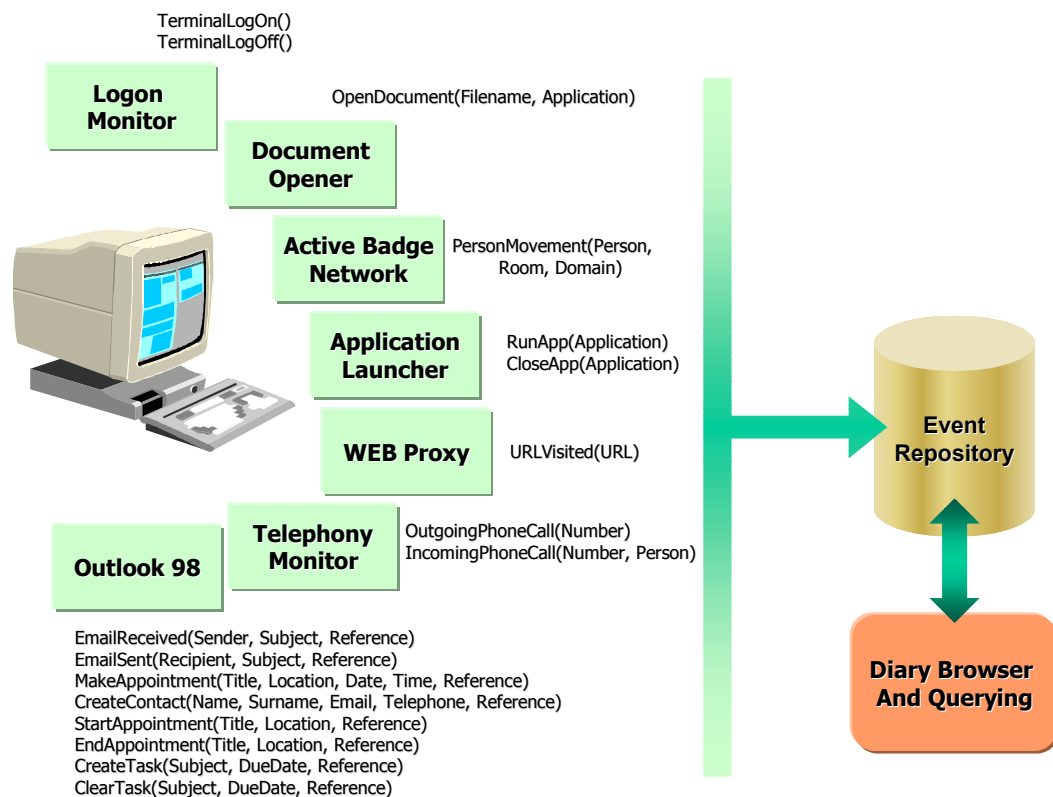 TerminalLogOn()
TerminalLogOff()
Logon
Monitor
OpenDocument(Filename, Application)
Document
Opener
Active Badge
Network
PersonMovement(Person,
Room, Domain)
Application
Launcher
RunApp(Application)
CloseApp(Application)
WEB Proxy
URLVisited(URL)
Telephony
Monitor
OutgoingPhoneCall(Number)
IncomingPhoneCall(Number, Person)
Outlook 98
EmailReceived(Sender, Subject, Reference)
EmailSent(Recipient, Subject, Reference)
MakeAppointment(Title, Location, Date, Time, Reference)
CreateContact(Name, Surname, Email, Telephone, Reference)
StartAppointment(Title, Location, Reference)
EndAppointment(Title, Location, Reference)
CreateTask(Subject, DueDate, Reference)
ClearTask(Subject, DueDate, Reference)
Event
Repository
Diary Browser
And Querying